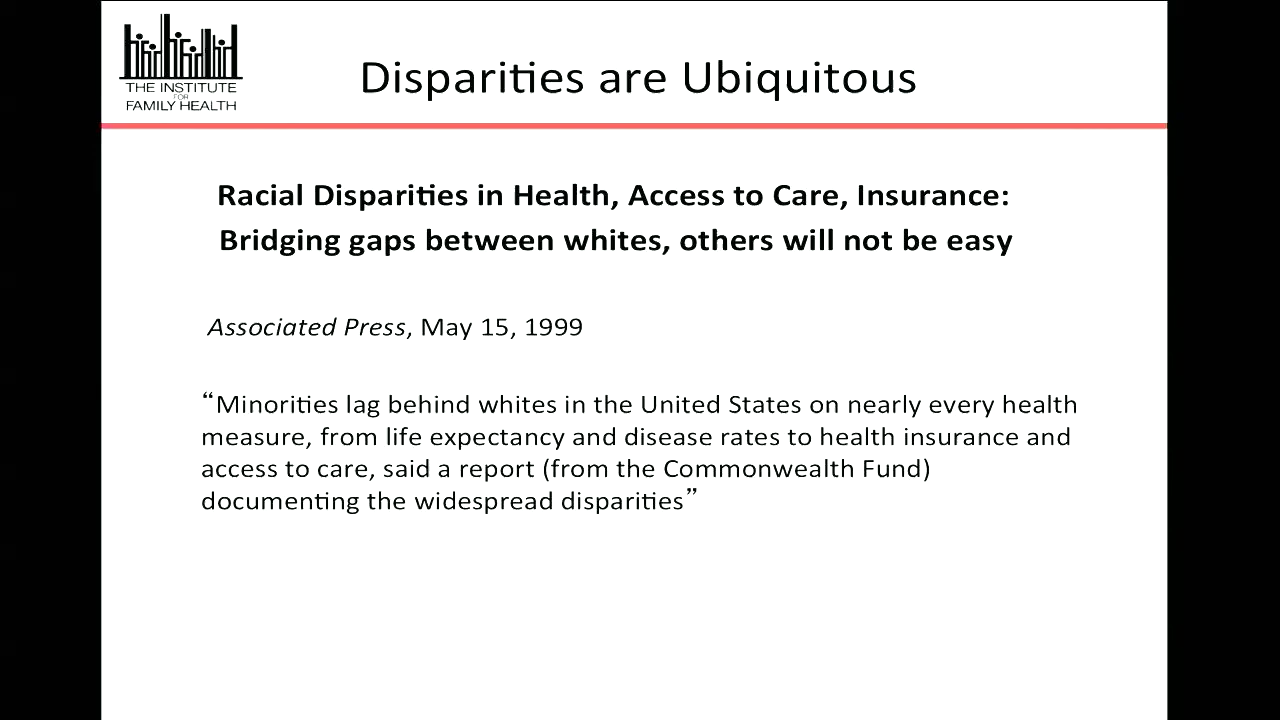 THE INSTITUTE
FOR
FAMILY HEALTH
Disparities are Ubiquitous
Racial Disparities in Health, Access to Care, Insurance:
Bridging gaps between whites, others will not be easy
Associated Press, May 15, 1999
“Minorities lag behind whites in the United States on nearly every health
measure, from life expectancy and disease rates to health insurance and
access to care, said a report (from the Commonwealth Fund)
documenting the widespread disparities”